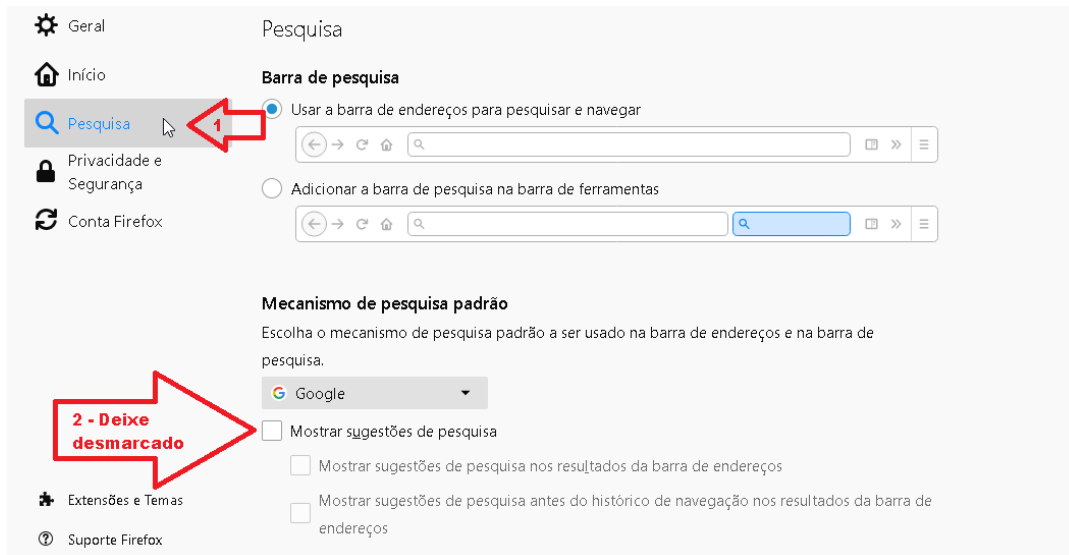 Geral
Início
Pesquisa
Privacidade e
Segurança
Conta Firefox
Extensões e Temas
Suporte Firefox
1
Pesquisa
Barra de pesquisa
Usar a barra de endereços para pesquisar e navegar
Adicionar a barra de pesquisa na barra de ferramentas
Mecanismo de pesquisa padrão
Escolha o mecanismo de pesquisa padrão a ser usado na barra de endereços e na barra de
pesquisa.
Google
2 - Deixe
desmarcado
Mostrar sugestões de pesquisa
Mostrar sugestões de pesquisa nos resultados da barra de endereços
Mostrar sugestões de pesquisa antes do histórico de navegação nos resultados da barra de
endereços